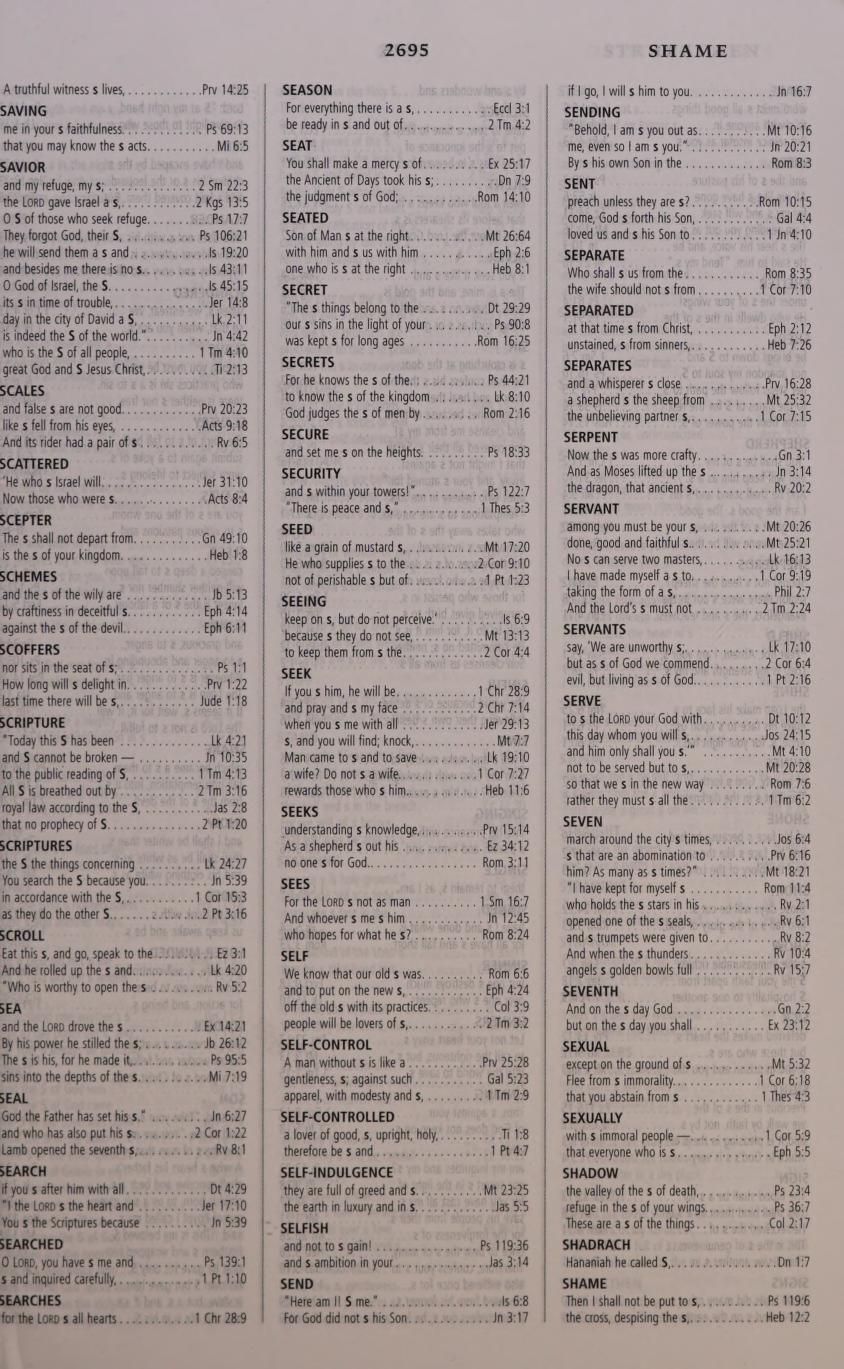 2695
SHAME
A truthful witness s lives, . . . . . . . . . . . . Prv 14:25
SAVING
me in your s faithfulness. . . . . . . . . . . . . Ps 69:13
that you may know the s acts. . . . . . . . . . . Mi 6:5
SAVIOR
and my refuge, my s; . . . . . . . . . . . . . . 2 Sm 22:3
the LORD gave Israel a s, . . . . . . . . . . . 2 Kgs 13:5
O S of those who seek refuge. . . . . . . . . . Ps 17:7
They forgot God, their S, . . . . . . . . . . . Ps 106:21
he will send them a s and . . . . . . . . . . . Is 19:20
and besides me there is no s. . . . . . . . . . Is 43:11
O God of Israel, the S. . . . . . . . . . . . . . Is 45:15
its s in time of trouble, . . . . . . . . . . . . . Jer 14:8
day in the city of David a S, . . . . . . . . . . Lk 2:11
is indeed the S of the world." . . . . . . . . . Jn 4:42
who is the S of all people, . . . . . . . . . . 1 Tm 4:10
great God and S Jesus Christ, . . . . . . . . . Ti 2:13
SCALES
and false s are not good. . . . . . . . . . . . Prv 20:23
like s fell from his eyes, . . . . . . . . . . . . Acts 9:18
And its rider had a pair of s . . . . . . . . . . . Rv 6:5
SCATTERED
'He who s Israel will. . . . . . . . . . . . . . Jer 31:10
Now those who were s. . . . . . . . . . . . . Acts 8:4
SCEPTER
The s shall not depart from. . . . . . . . . . . Gn 49:10
is the s of your kingdom. . . . . . . . . . . . . Heb 1:8
SCHEMES
and the s of the wily are . . . . . . . . . . . . Jb 5:13
by craftiness in deceitful s. . . . . . . . . . . Eph 4:14
against the s of the devil. . . . . . . . . . . . Eph 6:11
SCOFFERS
nor sits in the seat of s; . . . . . . . . . . . . . . Ps 1:1
How long will s delight in. . . . . . . . . . . . Prv 1:22
last time there will be s, . . . . . . . . . . . . Jude 1:18
SCRIPTURE
"Today this S has been . . . . . . . . . . . . . Lk 4:21
and S cannot be broken — . . . . . . . . . . Jn 10:35
to the public reading of S, . . . . . . . . . . 1 Tm 4:13
All S is breathed out by . . . . . . . . . . . . 2 Tm 3:16
royal law according to the S, . . . . . . . . . . Jas 2:8
that no prophecy of S. . . . . . . . . . . . . . 2 Pt 1:20
SCRIPTURES
the S the things concerning . . . . . . . . . Lk 24:27
You search the S because you. . . . . . . . . Jn 5:39
in accordance with the S, . . . . . . . . . . 1 Cor 15:3
as they do the other S. . . . . . . . . . . . . 2 Pt 3:16
SCROLL
Eat this s, and go, speak to the . . . . . . . . Ez 3:1
And he rolled up the s and. . . . . . . . . . . Lk 4:20
"Who is worthy to open the s . . . . . . . . . Rv 5:2
SEA
and the LORD drove the s . . . . . . . . . . . Ex 14:21
By his power he stilled the s; . . . . . . . . . Jb 26:12
The s is his, for he made it, . . . . . . . . . . . Ps 95:5
sins into the depths of the s. . . . . . . . . . . Mi 7:19
SEAL
God the Father has set his s." . . . . . . . . . Jn 6:27
and who has also put his s . . . . . . . . . . 2 Cor 1:22
Lamb opened the seventh s, . . . . . . . . . . Rv 8:1
SEARCH
if you s after him with all . . . . . . . . . . . . Dt 4:29
"I the LORD s the heart and . . . . . . . . . Jer 17:10
You s the Scriptures because . . . . . . . . . Jn 5:39
SEARCHED
O LORD, you have s me and . . . . . . . . . . Ps 139:1
s and inquired carefully, . . . . . . . . . . . . 1 Pt 1:10
SEARCHES
for the LORD s all hearts . . . . . . . . . . . 1 Chr 28:9
SEASON
For everything there is a s, . . . . . . . . . . . Eccl 3:1
be ready in s and out of. . . . . . . . . . . . . 2 Tm 4:2
SEAT
You shall make a mercy s of . . . . . . . . . Ex 25:17
the Ancient of Days took his s; . . . . . . . . . Dn 7:9
the judgment s of God; . . . . . . . . . . . . Rom 14:10
SEATED
Son of Man s at the right. . . . . . . . . . . . Mt 26:64
with him and s us with him . . . . . . . . . . . Eph 2:6
one who is s at the right . . . . . . . . . . . . . Heb 8:1
SECRET
"The s things belong to the . . . . . . . . . . Dt 29:29
our s sins in the light of your . . . . . . . . . . Ps 90:8
was kept s for long ages . . . . . . . . . . . Rom 16:25
SECRETS
For he knows the s of the. . . . . . . . . . . . Ps 44:21
to know the s of the kingdom . . . . . . . . . Lk 8:10
God judges the s of men by . . . . . . . . . . Rom 2:16
SECURE
and set me s on the heights. . . . . . . . . . Ps 18:33
SECURITY
and s within your towers!" . . . . . . . . . . . Ps 122:7
"There is peace and s," . . . . . . . . . . . . 1 Thes 5:3
SEED
like a grain of mustard s, . . . . . . . . . . . Mt 17:20
He who supplies s to the . . . . . . . . . . . 2 Cor 9:10
not of perishable s but of . . . . . . . . . . . . 1 Pt 1:23
SEEING
keep on s, but do not perceive.' . . . . . . . . . Is 6:9
because s they do not see, . . . . . . . . . . Mt 13:13
to keep them from s the. . . . . . . . . . . . . 2 Cor 4:4
SEEK
If you s him, he will be. . . . . . . . . . . . . 1 Chr 28:9
and pray and s my face . . . . . . . . . . . . 2 Chr 7:14
when you s me with all . . . . . . . . . . . . Jer 29:13
s, and you will find; knock, . . . . . . . . . . . . Mt 7:7
Man came to s and to save . . . . . . . . . . Lk 19:10
a wife? Do not s a wife. . . . . . . . . . . . . 1 Cor 7:27
rewards those who s him. . . . . . . . . . . . Heb 11:6
SEEKS
understanding s knowledge, . . . . . . . . . Prv 15:14
As a shepherd s out his . . . . . . . . . . . . Ez 34:12
no one s for God. . . . . . . . . . . . . . . . Rom 3:11
SEES
For the LORD s not as man . . . . . . . . . . 1 Sm 16:7
And whoever s me s him . . . . . . . . . . . Jn 12:45
who hopes for what he s? . . . . . . . . . . Rom 8:24
SELF
We know that our old s was. . . . . . . . . . . Rom 6:6
and to put on the new s, . . . . . . . . . . . . Eph 4:24
off the old s with its practices. . . . . . . . . . Col 3:9
people will be lovers of s, . . . . . . . . . . . 2 Tm 3:2
SELF-CONTROL
A man without s is like a . . . . . . . . . . . Prv 25:28
gentleness, s; against such . . . . . . . . . . Gal 5:23
apparel, with modesty and s, . . . . . . . . . 1 Tm 2:9
SELF-CONTROLLED
a lover of good, s, upright, holy, . . . . . . . . . Ti 1:8
therefore be s and. . . . . . . . . . . . . . . . . 1 Pt 4:7
SELF-INDULGENCE
they are full of greed and s. . . . . . . . . . . Mt 23:25
the earth in luxury and in s. . . . . . . . . . . . Jas 5:5
SELFISH
and not to s gain! . . . . . . . . . . . . . . . . Ps 119:36
and s ambition in your . . . . . . . . . . . . . Jas 3:14
SEND
"Here am I! S me." . . . . . . . . . . . . . . . . . Is 6:8
For God did not s his Son. . . . . . . . . . . . Jn 3:17
if I go, I will s him to you. . . . . . . . . . . . . Jn 16:7
SENDING
"Behold, I am s you out as. . . . . . . . . . . Mt 10:16
me, even so I am s you." . . . . . . . . . . . Jn 20:21
By s his own Son in the . . . . . . . . . . . . . Rom 8:3
SENT
preach unless they are s? . . . . . . . . . . Rom 10:15
come, God s forth his Son, . . . . . . . . . . . Gal 4:4
loved us and s his Son to . . . . . . . . . . . . 1 Jn 4:10
SEPARATE
Who shall s us from the . . . . . . . . . . . . Rom 8:35
the wife should not s from . . . . . . . . . . 1 Cor 7:10
SEPARATED
at that time s from Christ, . . . . . . . . . . . Eph 2:12
unstained, s from sinners, . . . . . . . . . . . Heb 7:26
SEPARATES
and a whisperer s close . . . . . . . . . . . . Prv 16:28
a shepherd s the sheep from . . . . . . . . . Mt 25:32
the unbelieving partner s, . . . . . . . . . . . 1 Cor 7:15
SERPENT
Now the s was more crafty. . . . . . . . . . . . . Gn 3:1
And as Moses lifted up the s . . . . . . . . . . Jn 3:14
the dragon, that ancient s, . . . . . . . . . . . Rv 20:2
SERVANT
among you must be your s, . . . . . . . . . . Mt 20:26
done, good and faithful s. . . . . . . . . . . . Mt 25:21
No s can serve two masters, . . . . . . . . . . Lk 16:13
I have made myself a s to. . . . . . . . . . . . 1 Cor 9:19
taking the form of a s, . . . . . . . . . . . . . . Phil 2:7
And the Lord's s must not . . . . . . . . . . . 2 Tm 2:24
SERVANTS
say, 'We are unworthy s; . . . . . . . . . . . . Lk 17:10
but as s of God we commend. . . . . . . . . 2 Cor 6:4
evil, but living as s of God. . . . . . . . . . . . 1 Pt 2:16
SERVE
to s the LORD your God with. . . . . . . . . . Dt 10:12
this day whom you will s, . . . . . . . . . . . Jos 24:15
and him only shall you s.'" . . . . . . . . . . . Mt 4:10
not to be served but to s, . . . . . . . . . . . . Mt 20:28
so that we s in the new way . . . . . . . . . . Rom 7:6
rather they must s all the . . . . . . . . . . . . 1 Tm 6:2
SEVEN
march around the city s times, . . . . . . . . . Jos 6:4
s that are an abomination to . . . . . . . . . . Prv 6:16
him? As many as s times?" . . . . . . . . . . Mt 18:21
"I have kept for myself s . . . . . . . . . . . Rom 11:4
who holds the s stars in his . . . . . . . . . . . . Rv 2:1
opened one of the s seals, . . . . . . . . . . . . Rv 6:1
and s trumpets were given to . . . . . . . . . . . Rv 8:2
And when the s thunders. . . . . . . . . . . . . Rv 10:4
angels s golden bowls full . . . . . . . . . . . . Rv 15:7
SEVENTH
And on the s day God . . . . . . . . . . . . . . . Gn 2:2
but on the s day you shall . . . . . . . . . . . Ex 23:12
SEXUAL
except on the ground of s . . . . . . . . . . . . Mt 5:32
Flee from s immorality. . . . . . . . . . . . . 1 Cor 6:18
that you abstain from s . . . . . . . . . . . . 1 Thes 4:3
SEXUALLY
with s immoral people —. . . . . . . . . . . . 1 Cor 5:9
that everyone who is s . . . . . . . . . . . . . . Eph 5:5
SHADOW
the valley of the s of death, . . . . . . . . . . . Ps 23:4
refuge in the s of your wings. . . . . . . . . . . Ps 36:7
These are a s of the things . . . . . . . . . . . Col 2:17
SHADRACH
Hananiah he called S, . . . . . . . . . . . . . . . Dn 1:7
SHAME
Then I shall not be put to s, . . . . . . . . . . Ps 119:6
the cross, despising the s, . . . . . . . . . . . Heb 12:2